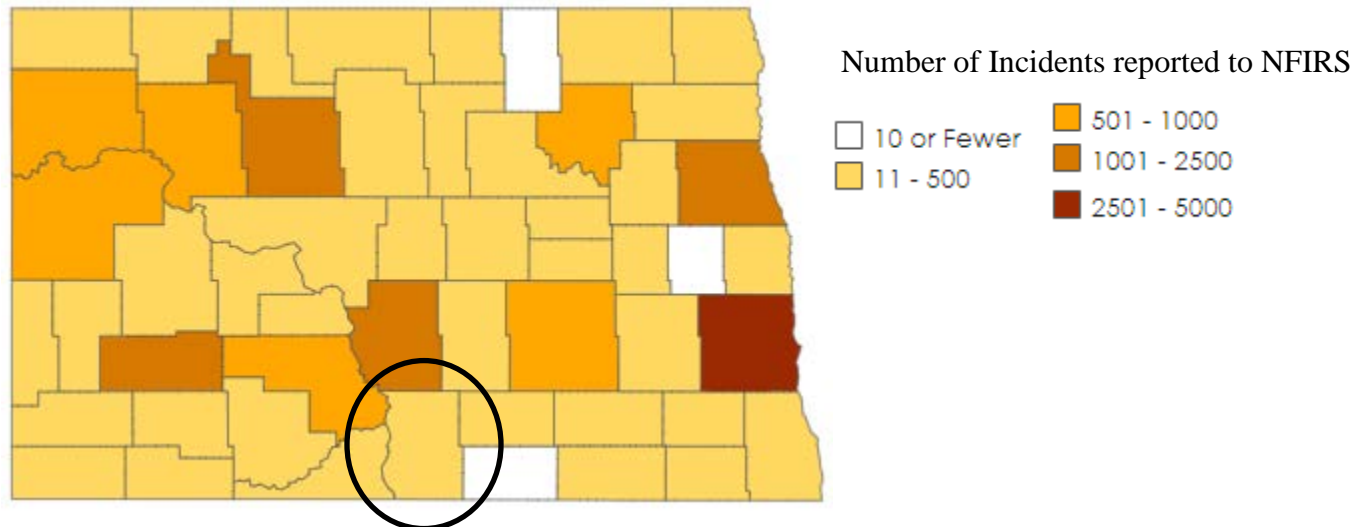 Number of Incidents reported to NFIRS
10 or Fewer
11 - 500
501 - 1000
1001 - 2500
2501 - 5000